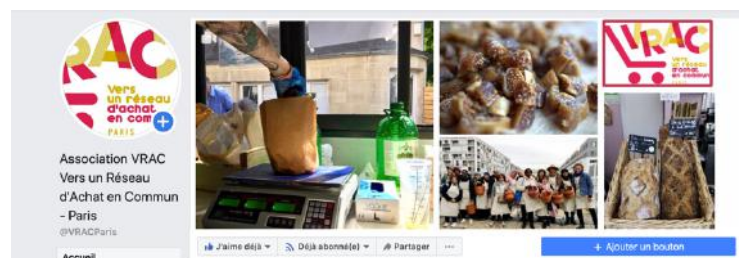 VRAC
Vers
un réseau
d'achat
en com
PARIS
Association VRAC
Vers un Réseau
d'Achat en Commun
- Paris
@VRACParis
Accueil
VRAC
Vers
un réseau
d'achat
en commun
J'aime déjà
Déjà abonné(e)
Partager
...
+ Ajouter un bouton